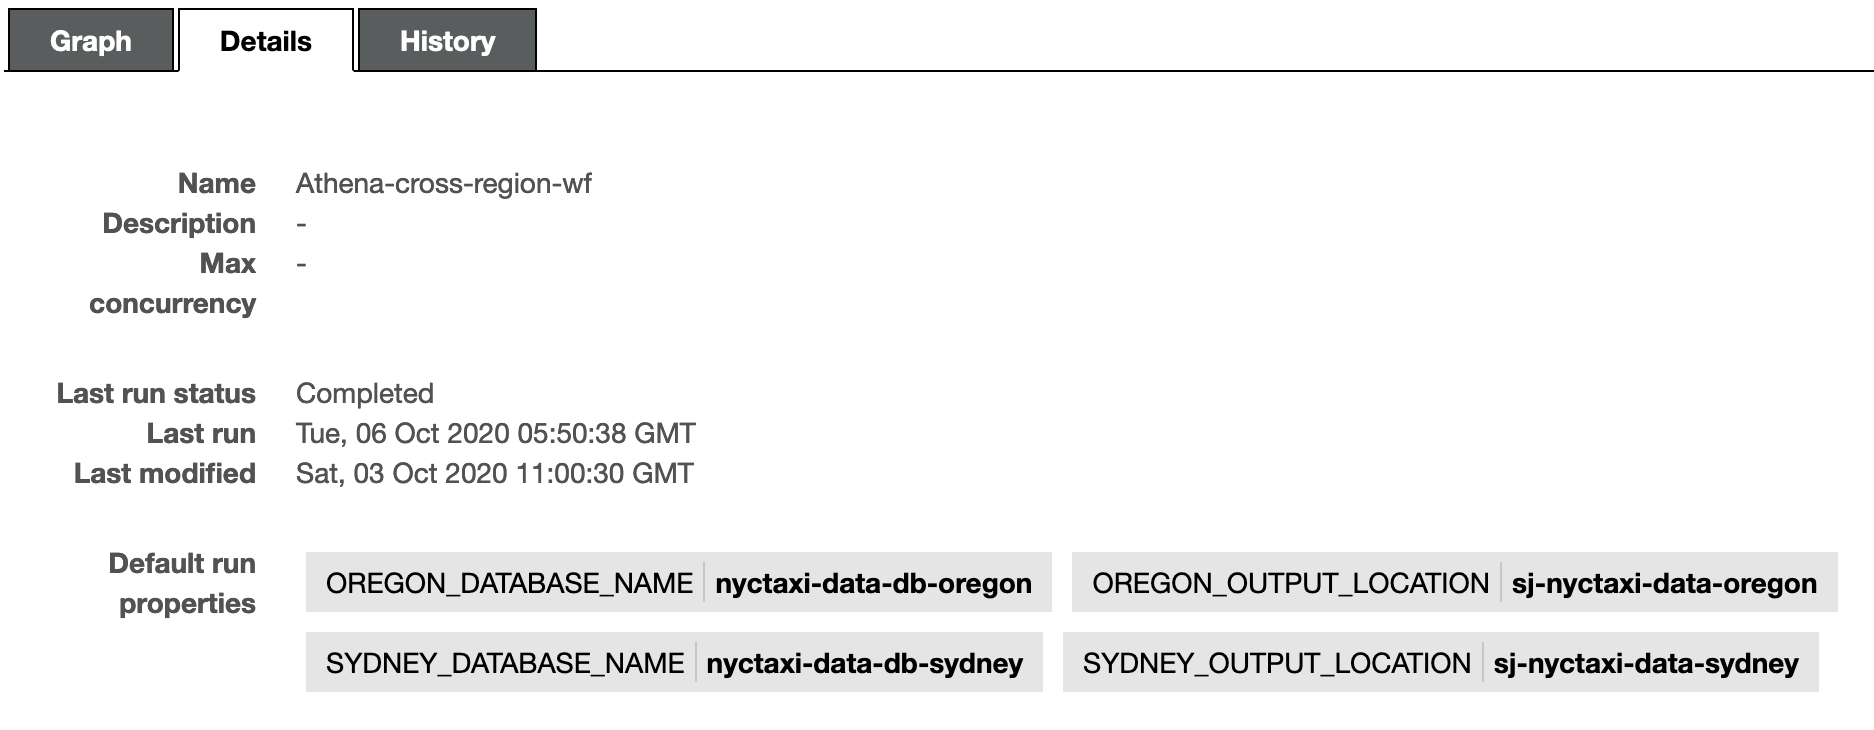 Graph Details History
Name Athena-cross-region-wf
Description -
Max -
concurrency
Last run status Completed
Last run Tue, 06 Oct 2020 05:50:38 GMT
Last modified Sat, 03 Oct 2020 11:00:30 GMT
Default run
properties
OREGON_DATABASE_NAME nyctaxi-data-db-oregon OREGON_OUTPUT_LOCATION sj-nyctaxi-data-oregon
SYDNEY_DATABASE_NAME nyctaxi-data-db-sydney SYDNEY_OUTPUT_LOCATION sj-nyctaxi-data-sydney